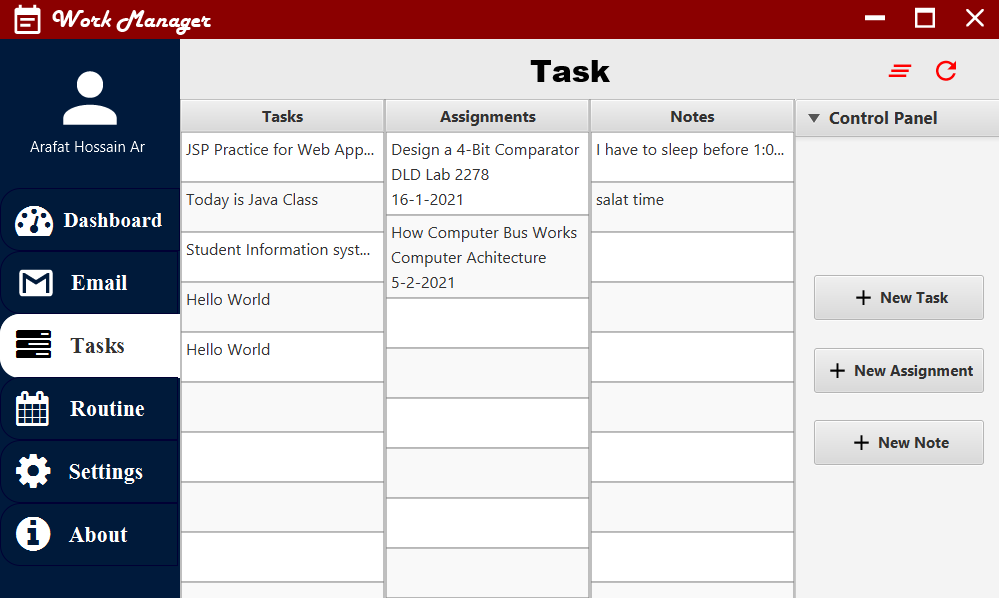 Work Manager
Arafat Hossain Ar
Dashboard
Email
Tasks
Routine
Settings
About
Task
Tasks
JSP Practice for Web App...
Today is Java Class
Student Information syst...
Hello World
Hello World
Assignments
Design a 4-Bit Comparator
DLD Lab 2278
16-1-2021
How Computer Bus Works
Computer Achitecture
5-2-2021
Notes
I have to sleep before 1:0...
salat time
Control Panel
New Task
New Assignment
New Note